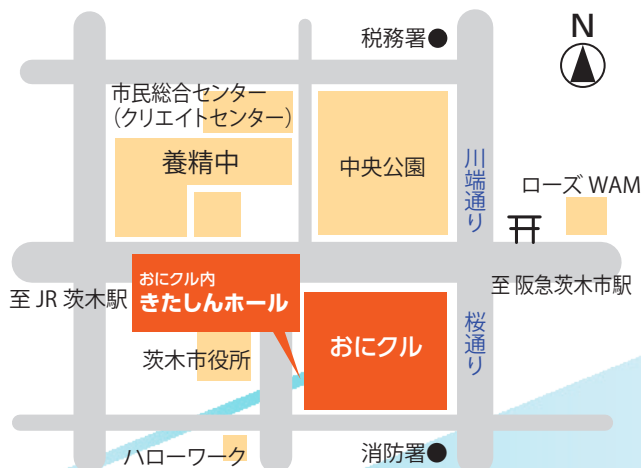 税務署
N
市民総合センター
（クリエイトセンター）
養精中
中央公園
川端通り
ローズ WAM
至 JR 茨木駅
おにクル内
きたしんホール
至 阪急茨木市駅
おにクル
桜通り
茨木市役所
ハローワーク
消防署